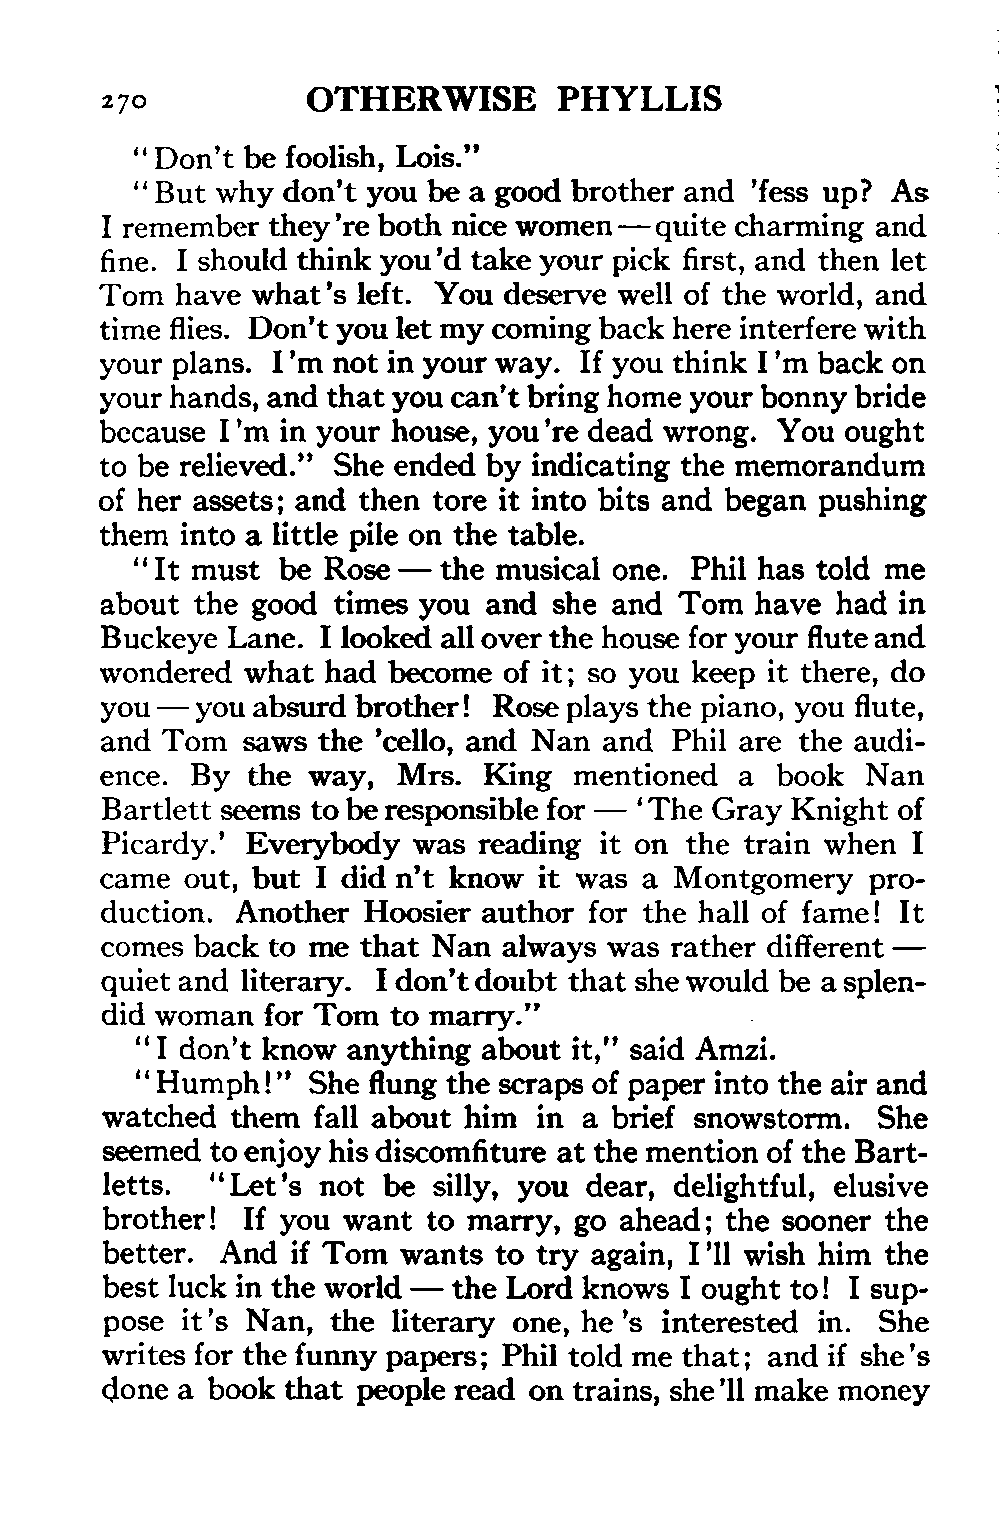 270 OTHERWISE PHYLLIS
"Don't be foolish, Lois."
"But why don't you be a good brother and 'fess up? As
I remember they're both nice women—quite charming and
fine. I should think you'd take your pick first, and then let
Tom have what's left. You deserve well of the world, and
time flies. Don't you let my coming back here interfere with
your plans. I'm not in your way. If you think I'm back on
your hands, and that you can't bring home your bonny bride
because I'm in your house, you're dead wrong. You ought
to be relieved." She ended by indicating the memorandum
of her assets; and then tore it into bits and began pushing
them into a little pile on the table.
"It must be Rose — the musical one. Phil has told me
about the good times you and she and Tom have had in
Buckeye Lane. I looked all over the house for your flute and
wondered what had become of it; so you keep it there, do
you — you absurd brother! Rose plays the piano, you flute,
and Tom saws the 'cello, and Nan and Phil are the audi-
ence. By the way, Mrs. King mentioned a book Nan
Bartlett seems to be responsible for — 'The Gray Knight of
Picardy.' Everybody was reading it on the train when I
came out, but I did n't know it was a Montgomery pro-
duction. Another Hoosier author for the hall of fame! It
comes back to me that Nan always was rather different —
quiet and literary. I don't doubt that she would be a splen-
did woman for Tom to marry."
"I don't know anything about it," said Amzi.
"Humph!" She flung the scraps of paper into the air and
watched them fall about him in a brief snowstorm. She
seemed to enjoy his discomfiture at the mention of the Bart-
letts. "Let's not be silly, you dear, delightful, elusive
brother! If you want to marry, go ahead; the sooner the
better. And if Tom wants to try again, I'll wish him the
best luck in the world — the Lord knows I ought to! I sup-
pose it's Nan, the literary one, he's interested in. She
writes for the funny papers; Phil told me that; and if she's
done a book that people read on trains, she'll make money